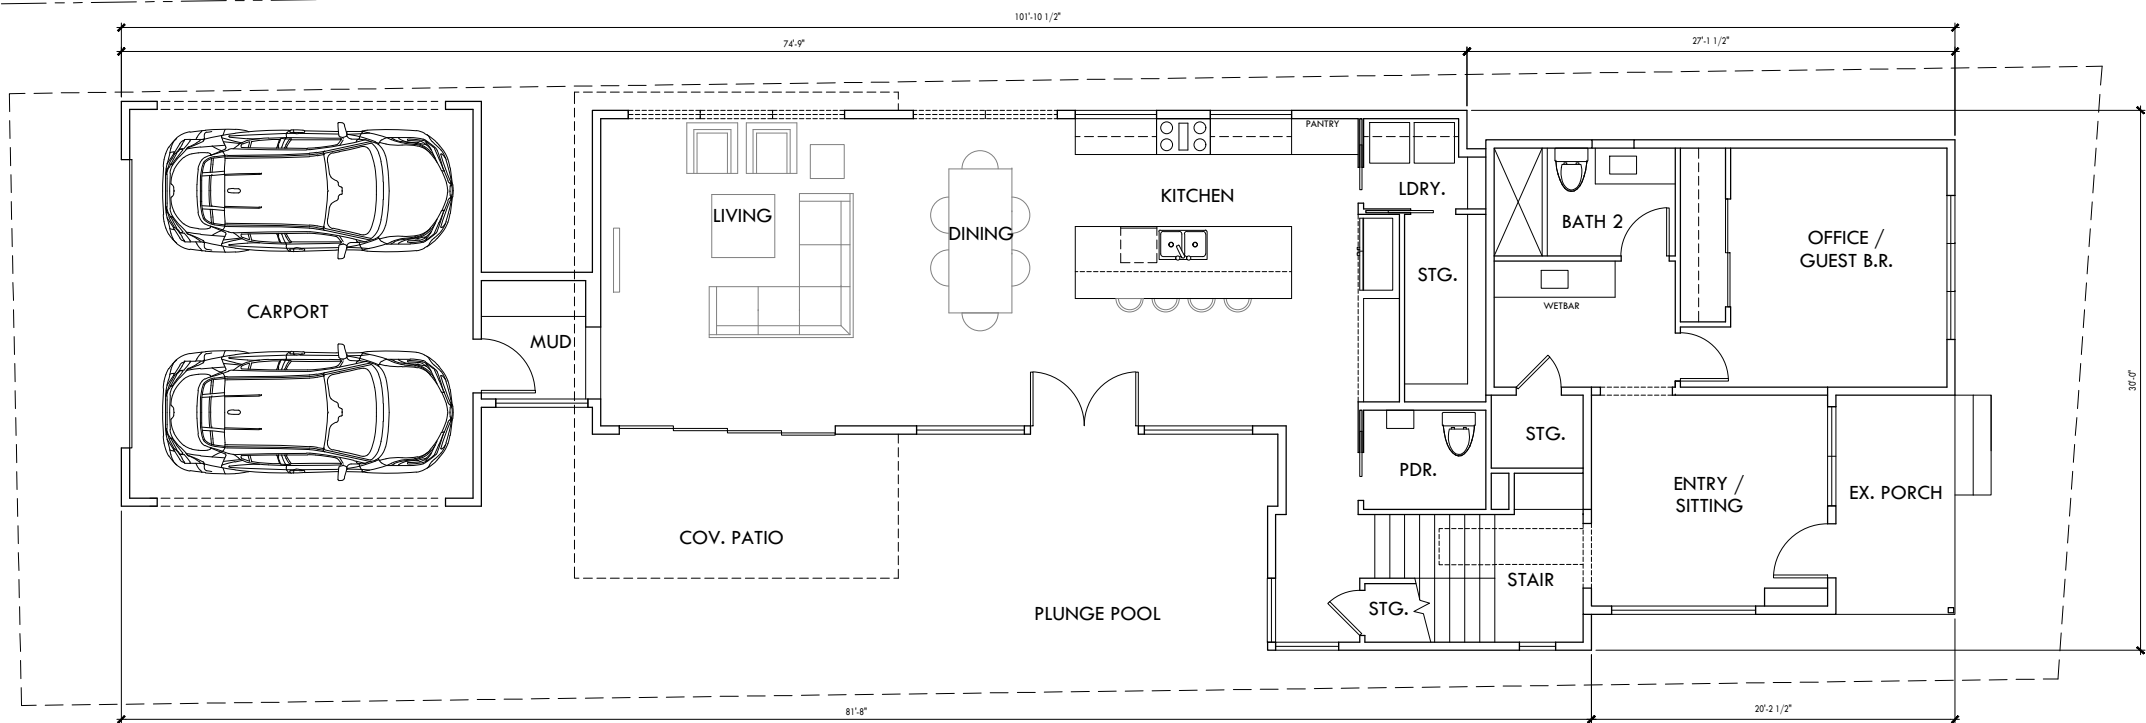 101'-10 1/2"
74'-9"
27'-1 1/2"
PANTRY
KITCHEN
LDRY.
LIVING
BATH 2
DINING
OFFICE /
GUEST B.R.
STG.
WETBAR
CARPORT
MUD
30'-0"
STG.
PDR.
ENTRY /
SITTING
EX. PORCH
COV. PATIO
STAIR
STG.
PLUNGE POOL
81'-8"
20'-2 1/2"